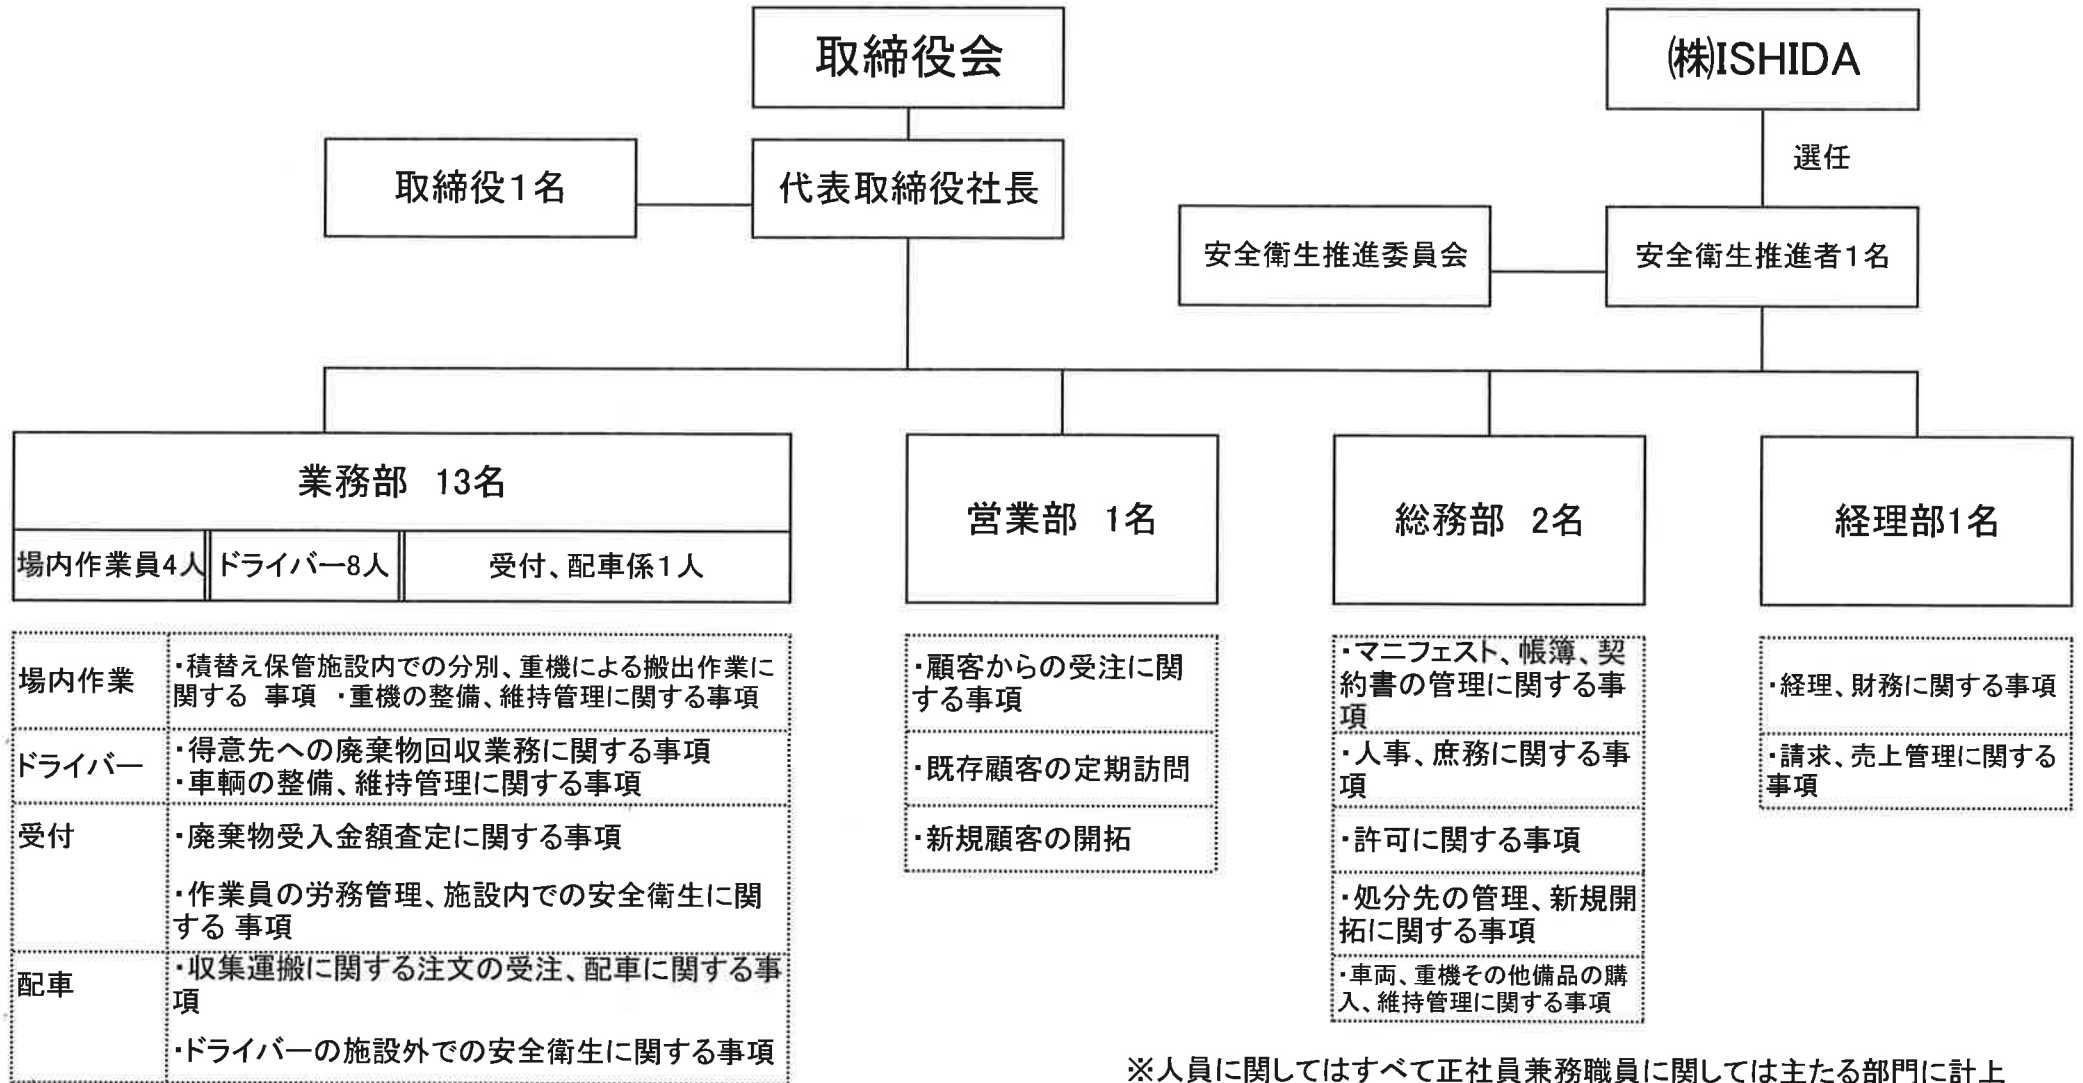 取締役会
㈱ISHIDA
選任
取締役1名
代表取締役社長
安全衛生推進委員会
安全衛生推進者1名
業務部 13名
場内作業員4人
ドライバー8人
受付、配車係1人
営業部 1名
総務部 2名
経理部1名
場内作業
・積替え保管施設内での分別、重機による搬出作業に
関する 事項 ・重機の整備、維持管理に関する事項
ドライバー
・得意先への廃棄物回収業務に関する事項
・車輌の整備、維持管理に関する事項
受付
・廃棄物受入金額査定に関する事項
・作業員の労務管理、施設内での安全衛生に関
する 事項
配車
・収集運搬に関する注文の受注、配車に関する事
項
・ドライバーの施設外での安全衛生に関する事項
・顧客からの受注に関
する事項
・既存顧客の定期訪問
・新規顧客の開拓
・マニフェスト、帳簿、契
約書の管理に関する事
項
・人事、庶務に関する事
項
・許可に関する事項
・処分先の管理、新規開
拓に関する事項
・車両、重機その他備品の購
入、維持管理に関する事項
・経理、財務に関する事項
・請求、売上管理に関する
事項
※人員に関してはすべて正社員兼務職員に関しては主たる部門に計上